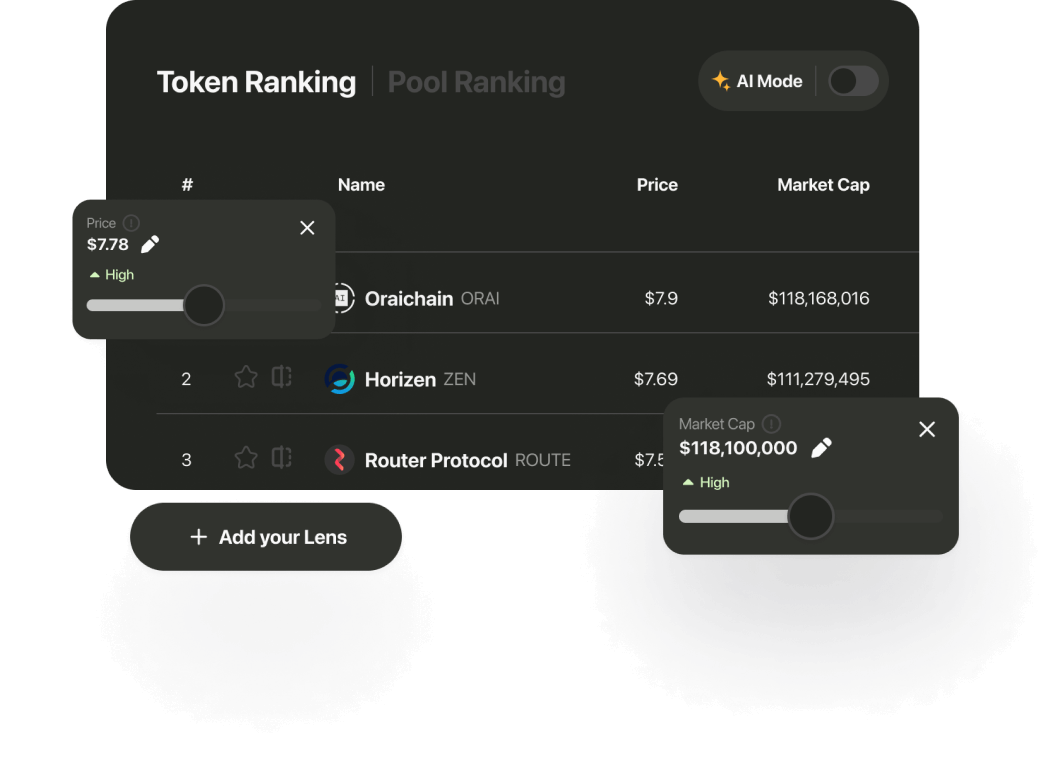 Token Ranking Pool Ranking AI Mode
# Name Price Market Cap
Price
$7.78
High
AI Oraichain ORAI $7.9 $118,168,016
2 Horizen ZEN $7.69 $111,279,495
3 Router Protocol ROUTE $7.5
Market Cap
$118,100,000
High
+ Add your Lens